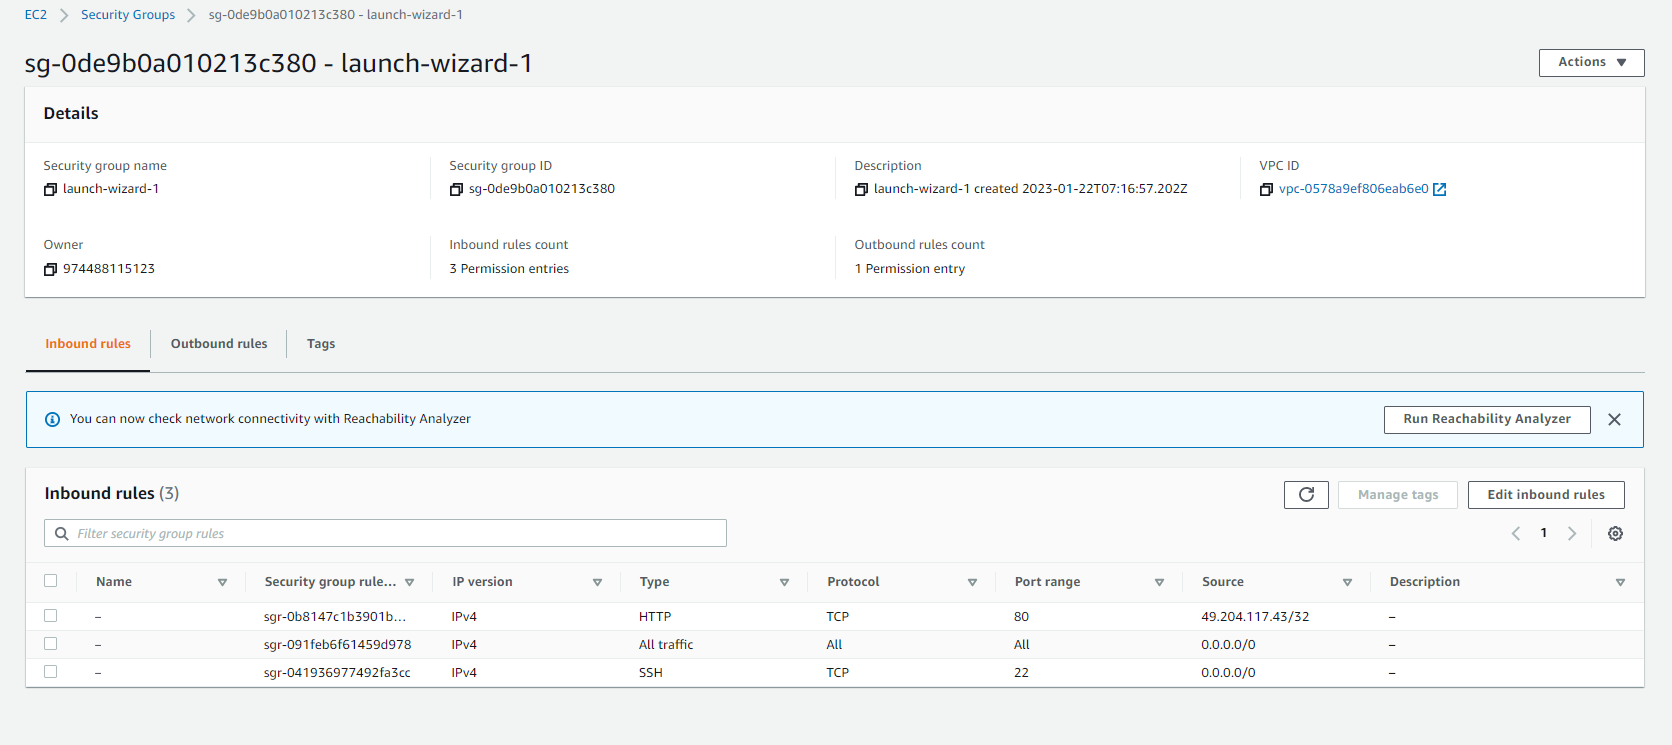 EC2 Security Groups sg-0de9b0a010213c380 - launch-wizard-1
sg-0de9b0a010213c380 - launch-wizard-1
Actions
Details
Security group name Security group ID Description VPC ID
launch-wizard-1 sg-0de9b0a010213c380 launch-wizard-1 created 2023-01-22T07:16:57.202Z vpc-0578a9ef806eab6e0
Owner Inbound rules count Outbound rules count
974488115123 3 Permission entries 1 Permission entry
Inbound rules Outbound rules Tags
You can now check network connectivity with Reachability Analyzer Run Reachability Analyzer
Inbound rules (3) Manage tags Edit inbound rules
Filter security group rules 1
Name Security group rule... IP version Type Protocol Port range Source Description
– sgr-0b8147c1b3901b... IPv4 HTTP TCP 80 49.204.117.43/32 –
– sgr-091feb6f61459d978 IPv4 All traffic All All 0.0.0.0/0 –
– sgr-041936977492fa3cc IPv4 SSH TCP 22 0.0.0.0/0 –